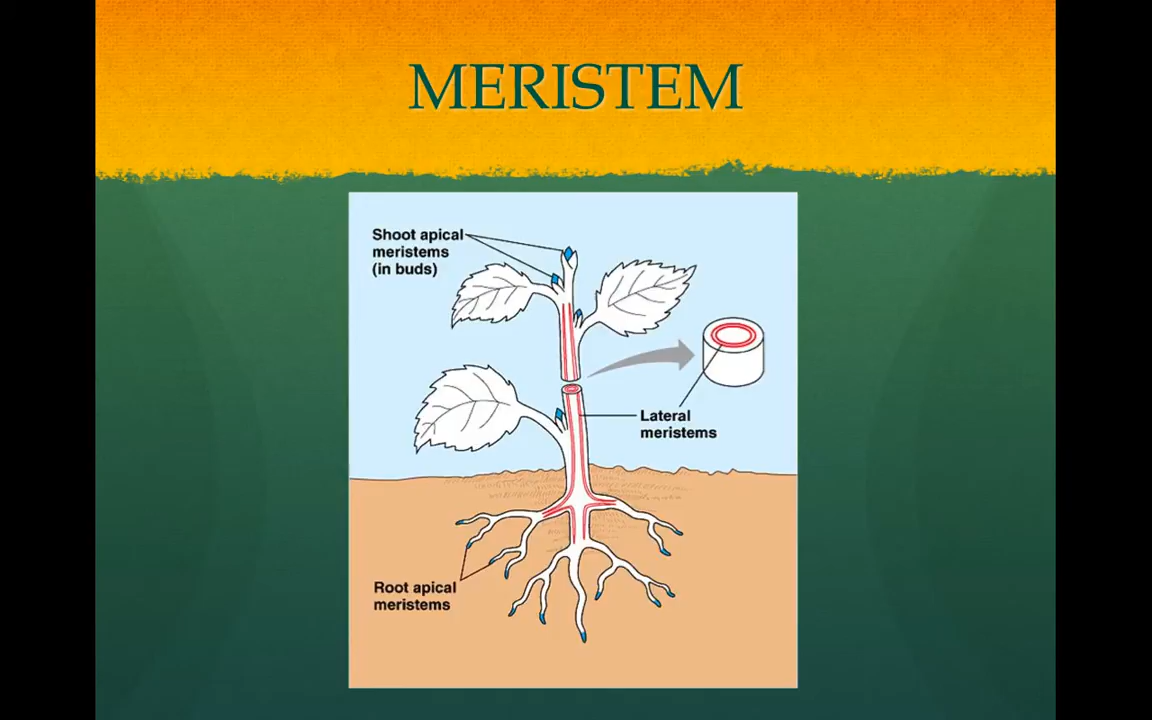 MERISTEM
Shoot apical
meristems
(in buds)
Lateral
meristems
Root apical
meristems